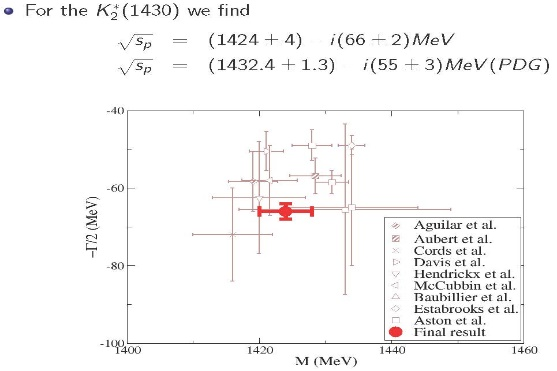 For the K₂*(1430) we find
√sₚ = (1424 + 4) i(66 + 2)MeV
√sₚ = (1432.4 + 1.3) i(55 + 3)MeV(PDG)
-40
-60
-80
-100
-Γ/2 (MeV)
Aguilar et al.
Aubert et al.
Cords et al.
Davis et al.
Hendrickx et al.
McCubbin et al.
Baubillier et al.
Estabrooks et al.
Aston et al.
Final result
1400
1420
1440
1460
M (MeV)